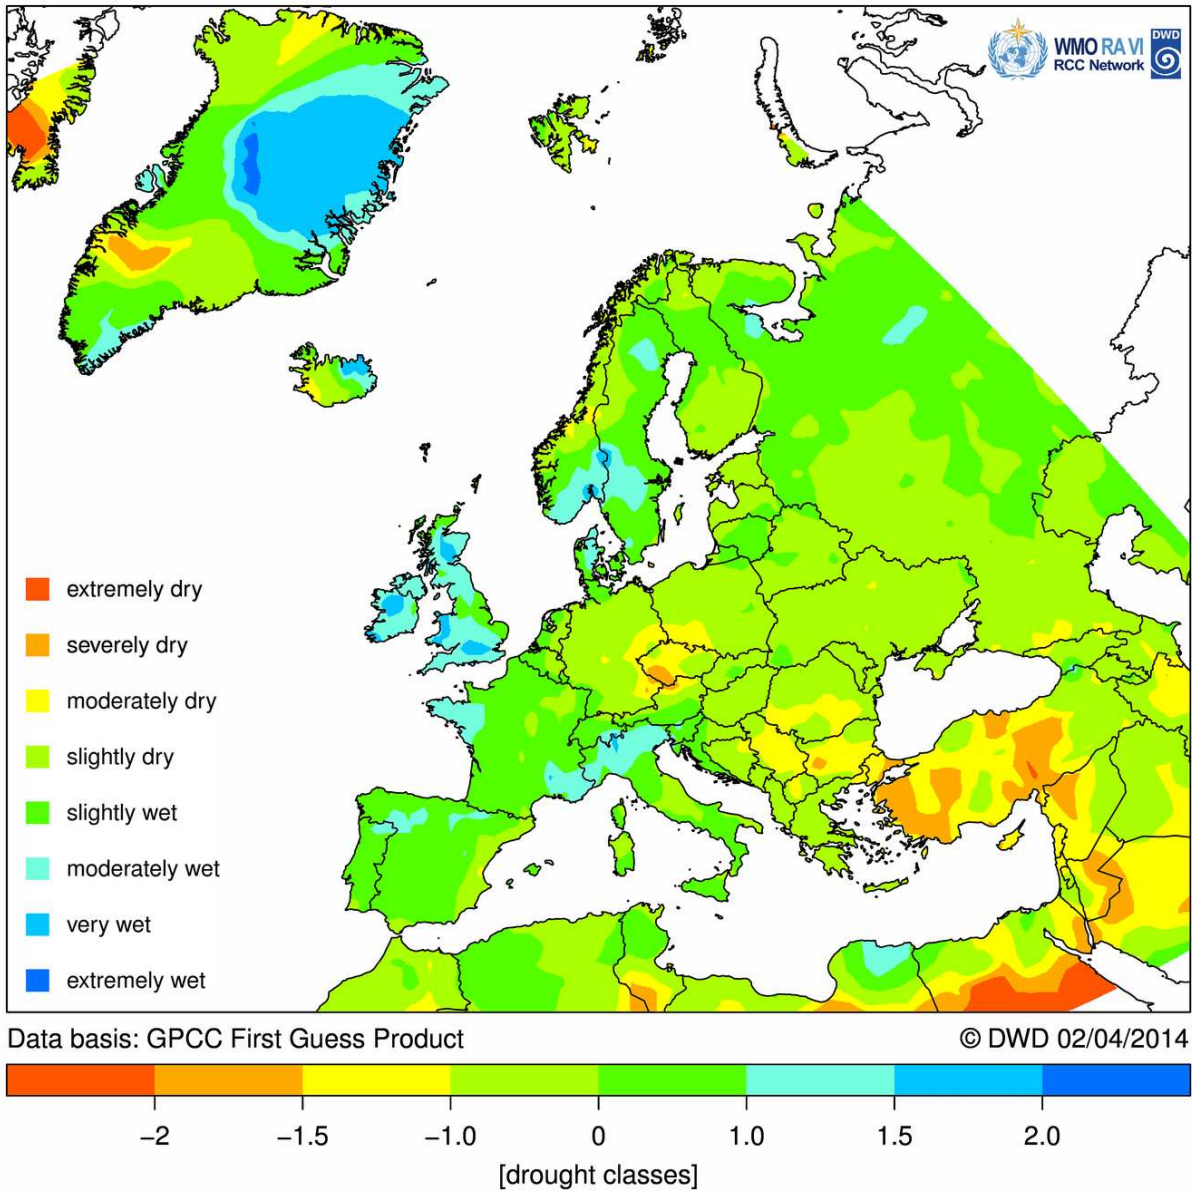 WMO RA VI
RCC Network
DWD
extremely dry
severely dry
moderately dry
slightly dry
slightly wet
moderately wet
very wet
extremely wet
Data basis: GPCC First Guess Product
© DWD 02/04/2014
−2 −1.5 −1.0 0 1.0 1.5 2.0
[drought classes]